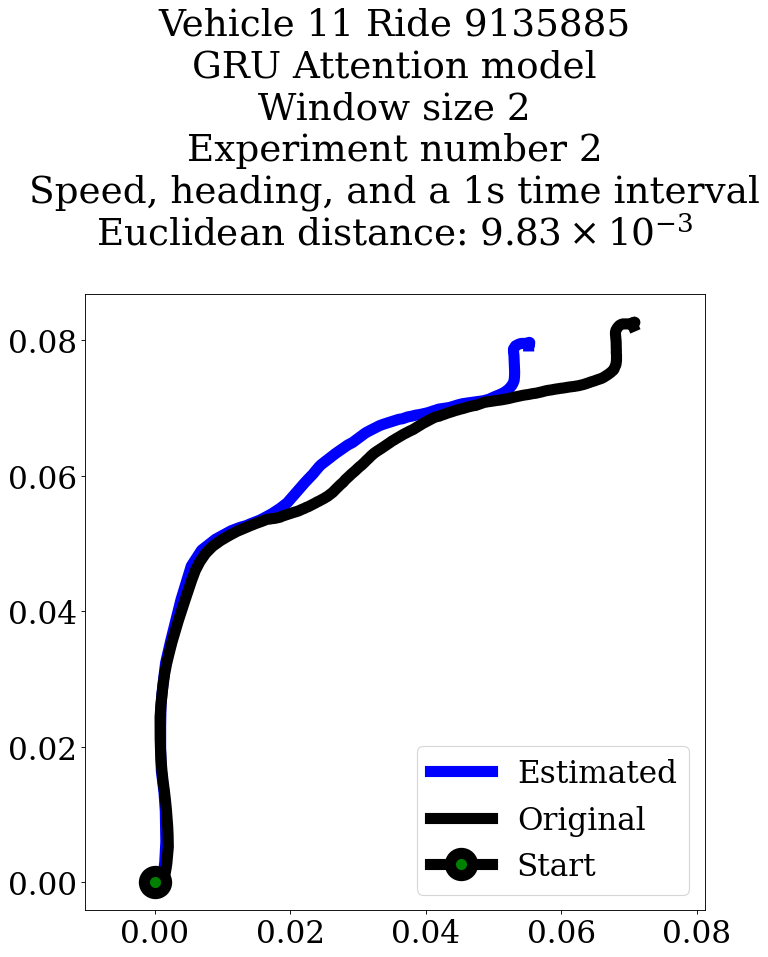 Vehicle 11 Ride 9135885
GRU Attention model
Window size 2
Experiment number 2
Speed, heading, and a 1s time interval
Euclidean distance: 9.83 × 10⁻³
0.08
0.06
0.04
0.02
0.00
Estimated
Original
Start
0.00 0.02 0.04 0.06 0.08